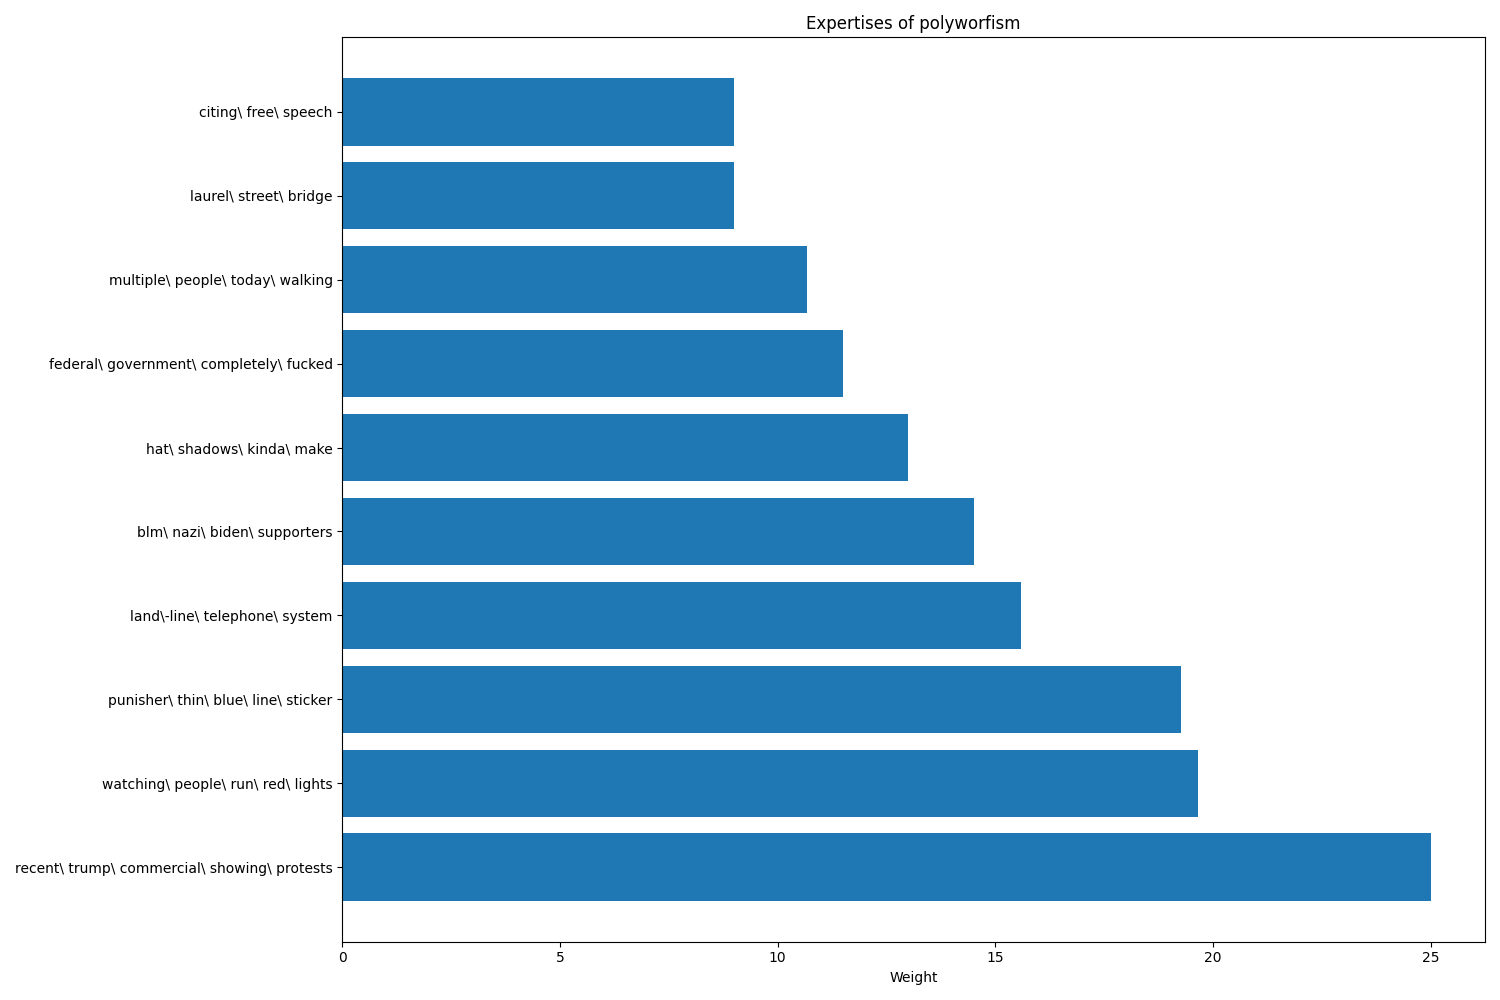 Expertises of polyworfism
citing\ free\ speech
laurel\ street\ bridge
multiple\ people\ today\ walking
federal\ government\ completely\ fucked
hat\ shadows\ kinda\ make
blm\ nazi\ biden\ supporters
land\-line\ telephone\ system
punisher\ thin\ blue\ line\ sticker
watching\ people\ run\ red\ lights
recent\ trump\ commercial\ showing\ protests
0 5 10 15 20 25
Weight